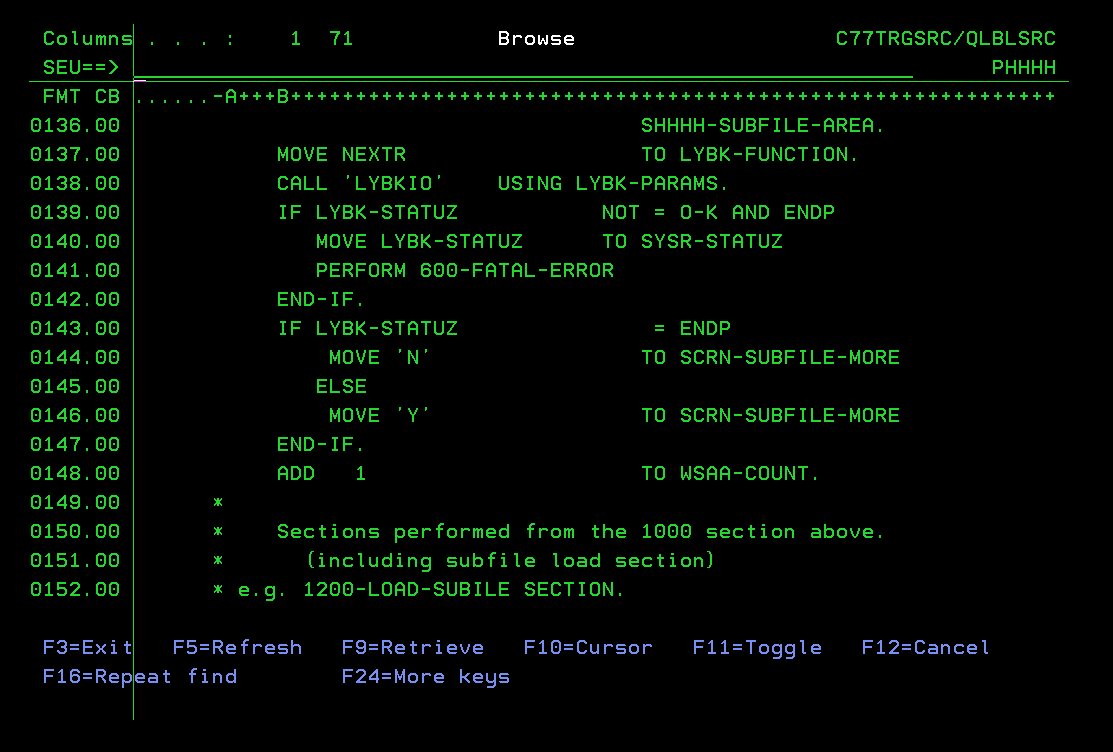 Columns . . . :    1  71           Browse                    C77TRGSRC/QLBLSRC
SEU==>                                                                   PHHHH
FMT CB ......-A+++B+++++++++++++++++++++++++++++++++++++++++++++++++++++++++++
0136.00                                        SHHHH-SUBFILE-AREA.
0137.00            MOVE NEXTR                  TO LYBK-FUNCTION.
0138.00            CALL 'LYBKIO'    USING LYBK-PARAMS.
0139.00            IF LYBK-STATUZ           NOT = O-K AND ENDP
0140.00               MOVE LYBK-STATUZ      TO SYSR-STATUZ
0141.00               PERFORM 600-FATAL-ERROR
0142.00            END-IF.
0143.00            IF LYBK-STATUZ               = ENDP
0144.00                MOVE 'N'                TO SCRN-SUBFILE-MORE
0145.00               ELSE
0146.00                MOVE 'Y'                TO SCRN-SUBFILE-MORE
0147.00            END-IF.
0148.00            ADD   1                     TO WSAA-COUNT.
0149.00       *
0150.00       *    Sections performed from the 1000 section above.
0151.00       *      (including subfile load section)
0152.00       * e.g. 1200-LOAD-SUBILE SECTION.
F3=Exit   F5=Refresh   F9=Retrieve   F10=Cursor   F11=Toggle   F12=Cancel
F16=Repeat find        F24=More keys